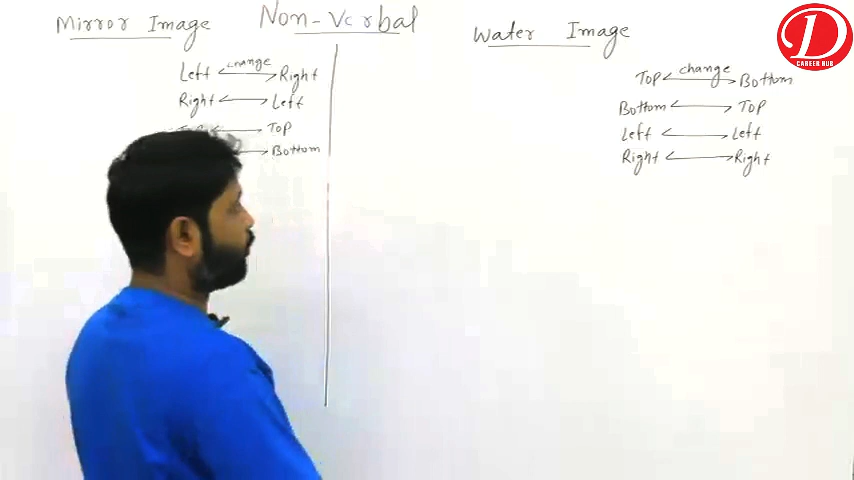 Non-Verbal
Mirror Image
Left change Right
Right Left
Top Top
Bottom
Water Image
Top change Bottom
Bottom Top
Left Left
Right Right
D
CAREER HUB